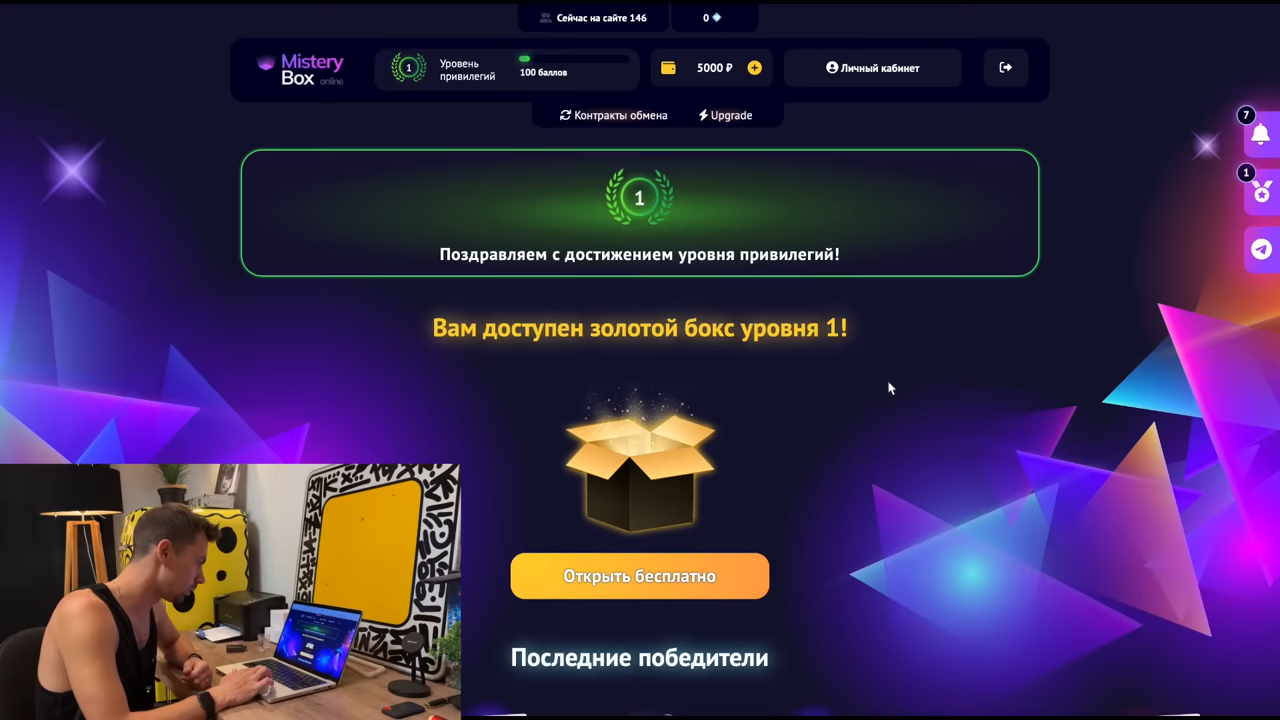 Сейчас на сайте 146
0
Mistery
Box online
1
Уровень
привилегий
100 баллов
5000 ₽
Личный кабинет
Контракты обмена
Upgrade
7
1
1
Поздравляем с достижением уровня привилегий!
Вам доступен золотой бокс уровня 1!
Открыть бесплатно
Последние победители